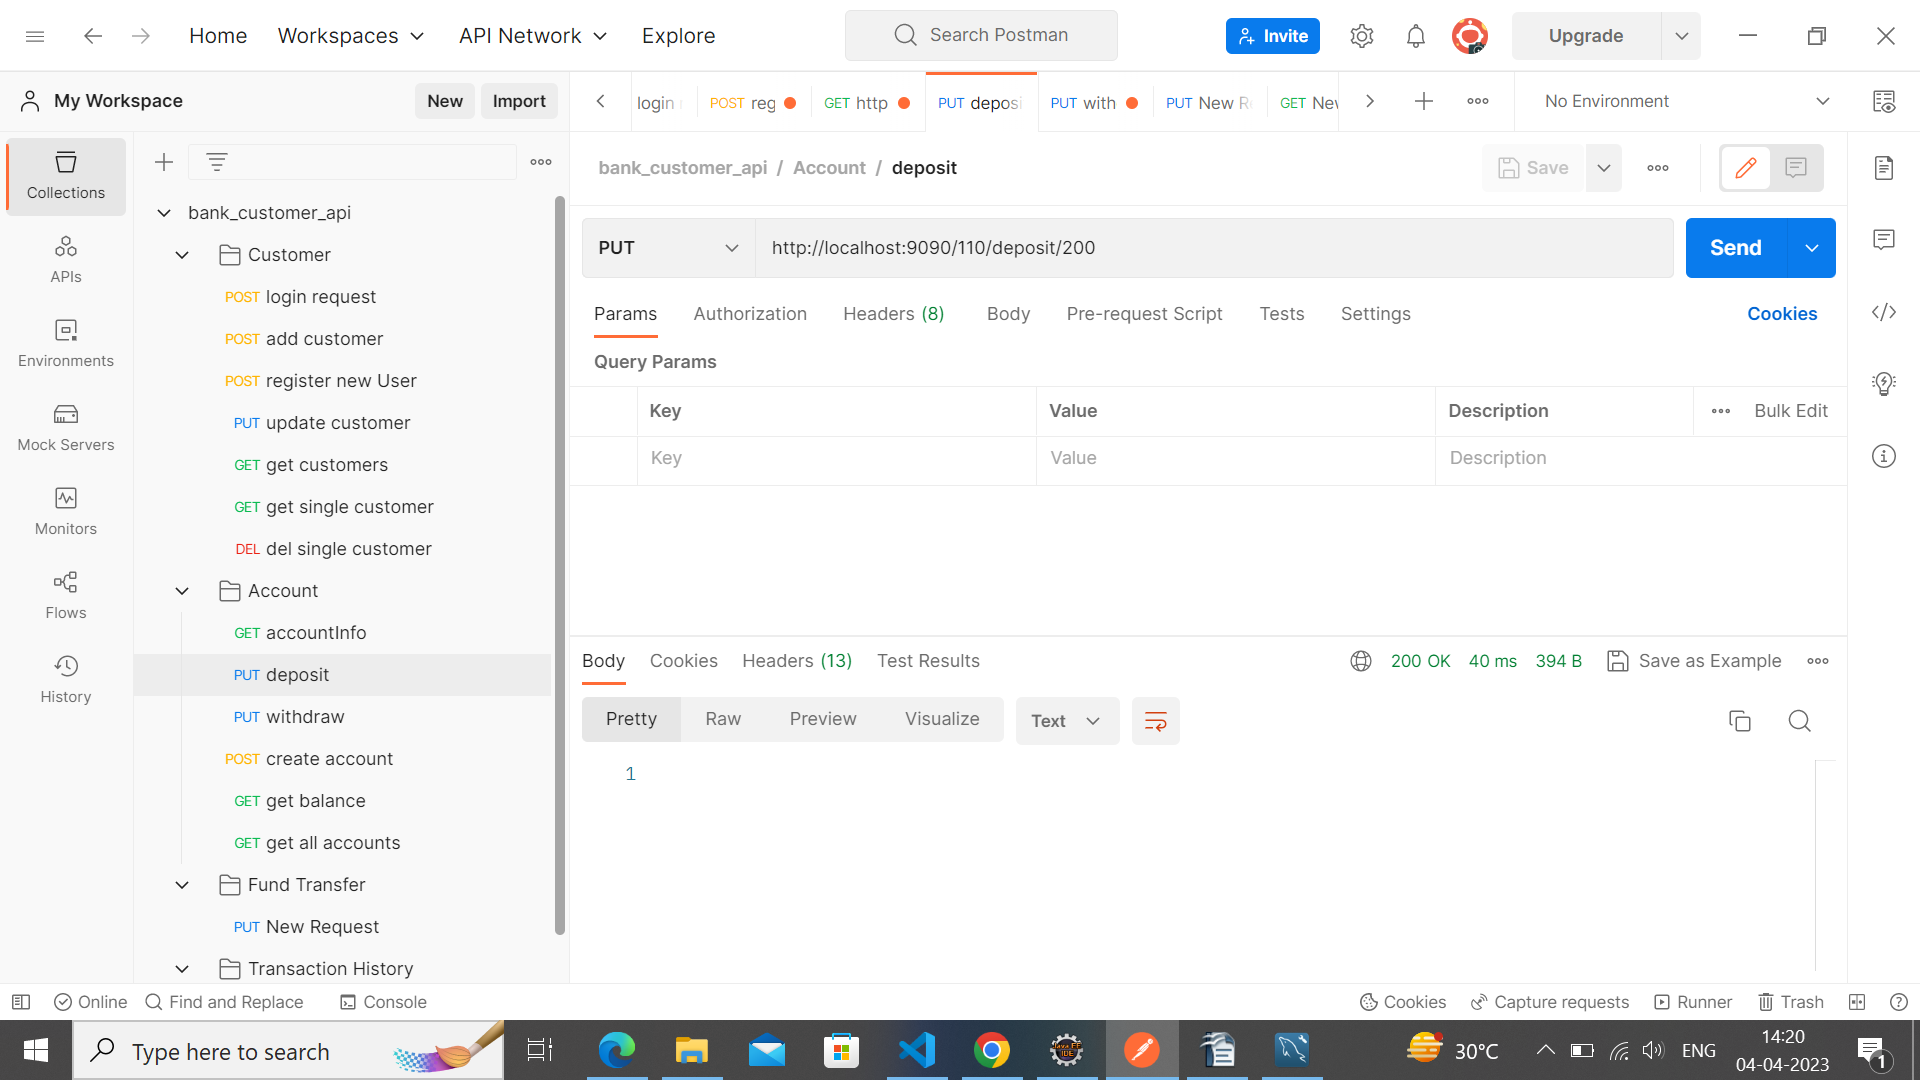 Home
Workspaces
API Network
Explore
Search Postman
Invite
Upgrade
My Workspace
New
Import
login
POST reg
GET http
PUT deposi
PUT with
PUT New R
GET Nev
No Environment
Collections
APIs
Environments
Mock Servers
Monitors
Flows
History
bank_customer_api
Customer
POST login request
POST add customer
POST register new User
PUT update customer
GET get customers
GET get single customer
DEL del single customer
Account
GET accountInfo
PUT deposit
PUT withdraw
POST create account
GET get balance
GET get all accounts
Fund Transfer
PUT New Request
Transaction History
bank_customer_api / Account / deposit
Save
PUT
http://localhost:9090/110/deposit/200
Send
Params
Authorization
Headers (8)
Body
Pre-request Script
Tests
Settings
Cookies
Query Params
Key
Value
Description
Bulk Edit
Key
Value
Description
Body
Cookies
Headers (13)
Test Results
200 OK
40 ms
394 B
Save as Example
Pretty
Raw
Preview
Visualize
Text
1
Online
Find and Replace
Console
Cookies
Capture requests
Runner
Trash
Type here to search
Java EE
IDE
30°C
ENG
14:20
04-04-2023
1